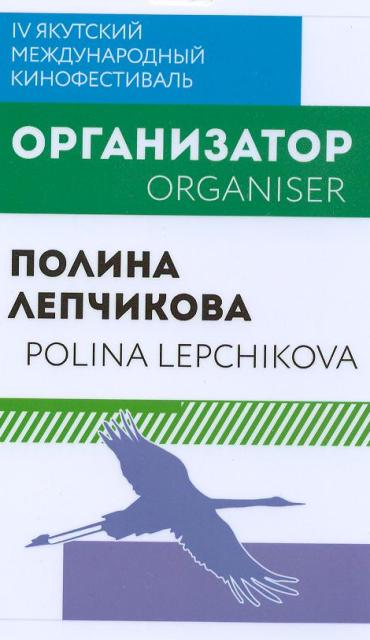 IV ЯКУТСКИЙ
МЕЖДУНАРОДНЫЙ
КИНОФЕСТИВАЛЬ
ОРГАНИЗАТОР
ORGANISER
ПОЛИНА
ЛЕПЧИКОВА
POLINA LEPCHIKOVA